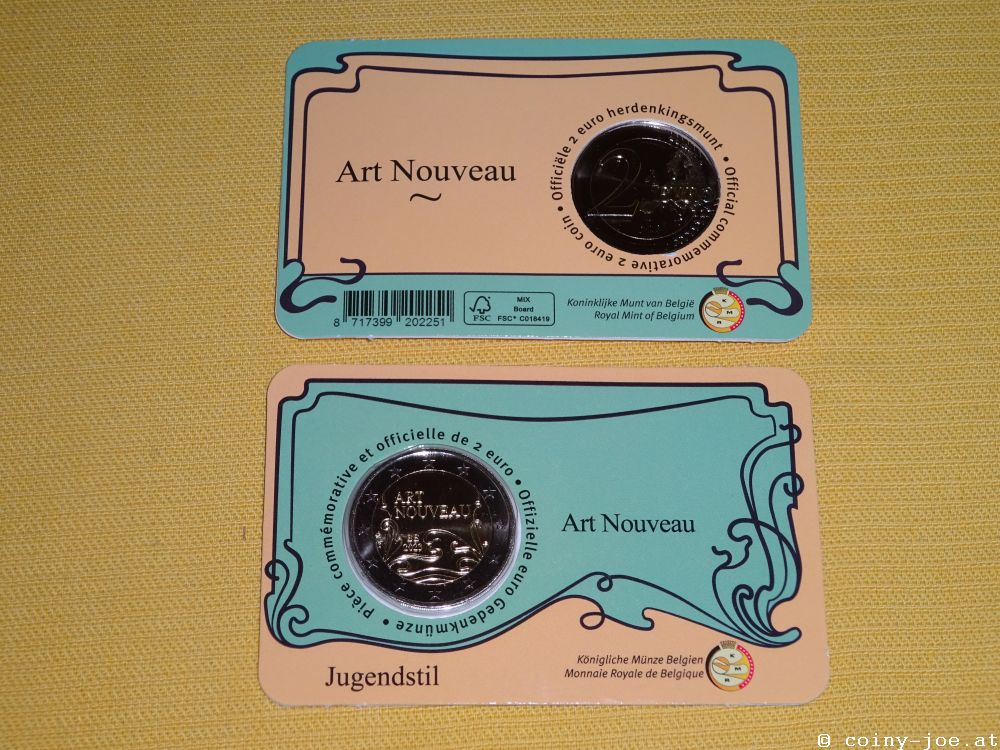 Art Nouveau
~
• Officiële 2 euro herdenkingsmunt • Official commemorative 2 euro coin
2
8 717399 202251
FSC
MIX
Board
FSC® C018419
Koninklijke Munt van België
Royal Mint of Belgium
K
M
R
Pièce commémorative et officielle de 2 euro • Offizielle euro Gedenkmünze •
ART
NOUVEAU
BE
2023
Art Nouveau
Jugendstil
Königliche Münze Belgien
Monnaie Royale de Belgique
K
M
R
© coiny-joe.at